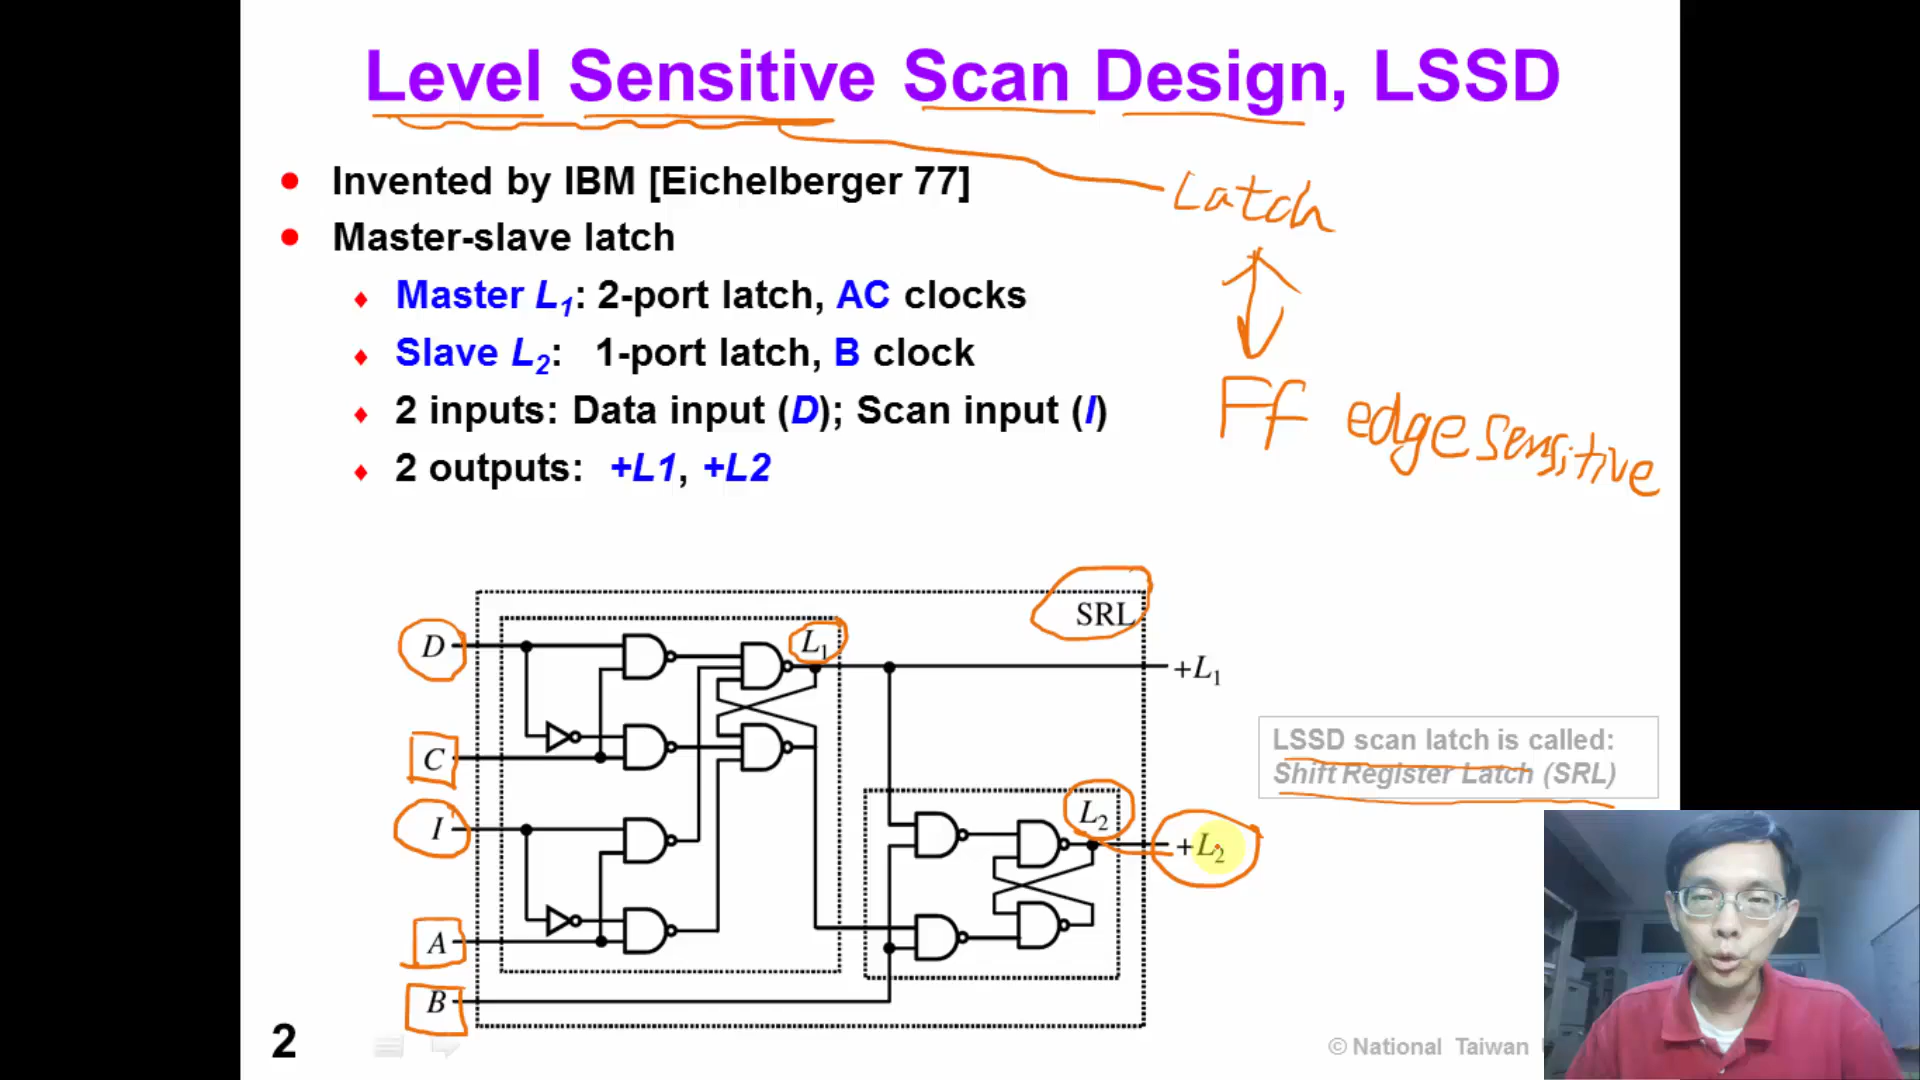 Level Sensitive Scan Design, LSSD
Invented by IBM [Eichelberger 77]
Latch
Master-slave latch
Master L1: 2-port latch, AC clocks
Slave L2: 1-port latch, B clock
Ff edge sensitive
2 inputs: Data input (D); Scan input (I)
2 outputs: +L1, +L2
SRL
D
L1
+L1
C
LSSD scan latch is called:
Shift Register Latch (SRL)
I
L2
+L2
A
B
2
© National Taiwan